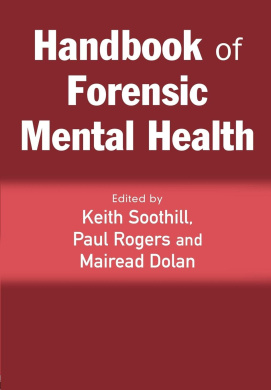 Handbook of
Forensic
Mental Health
Edited by
Keith Soothill,
Paul Rogers and
Mairead Dolan